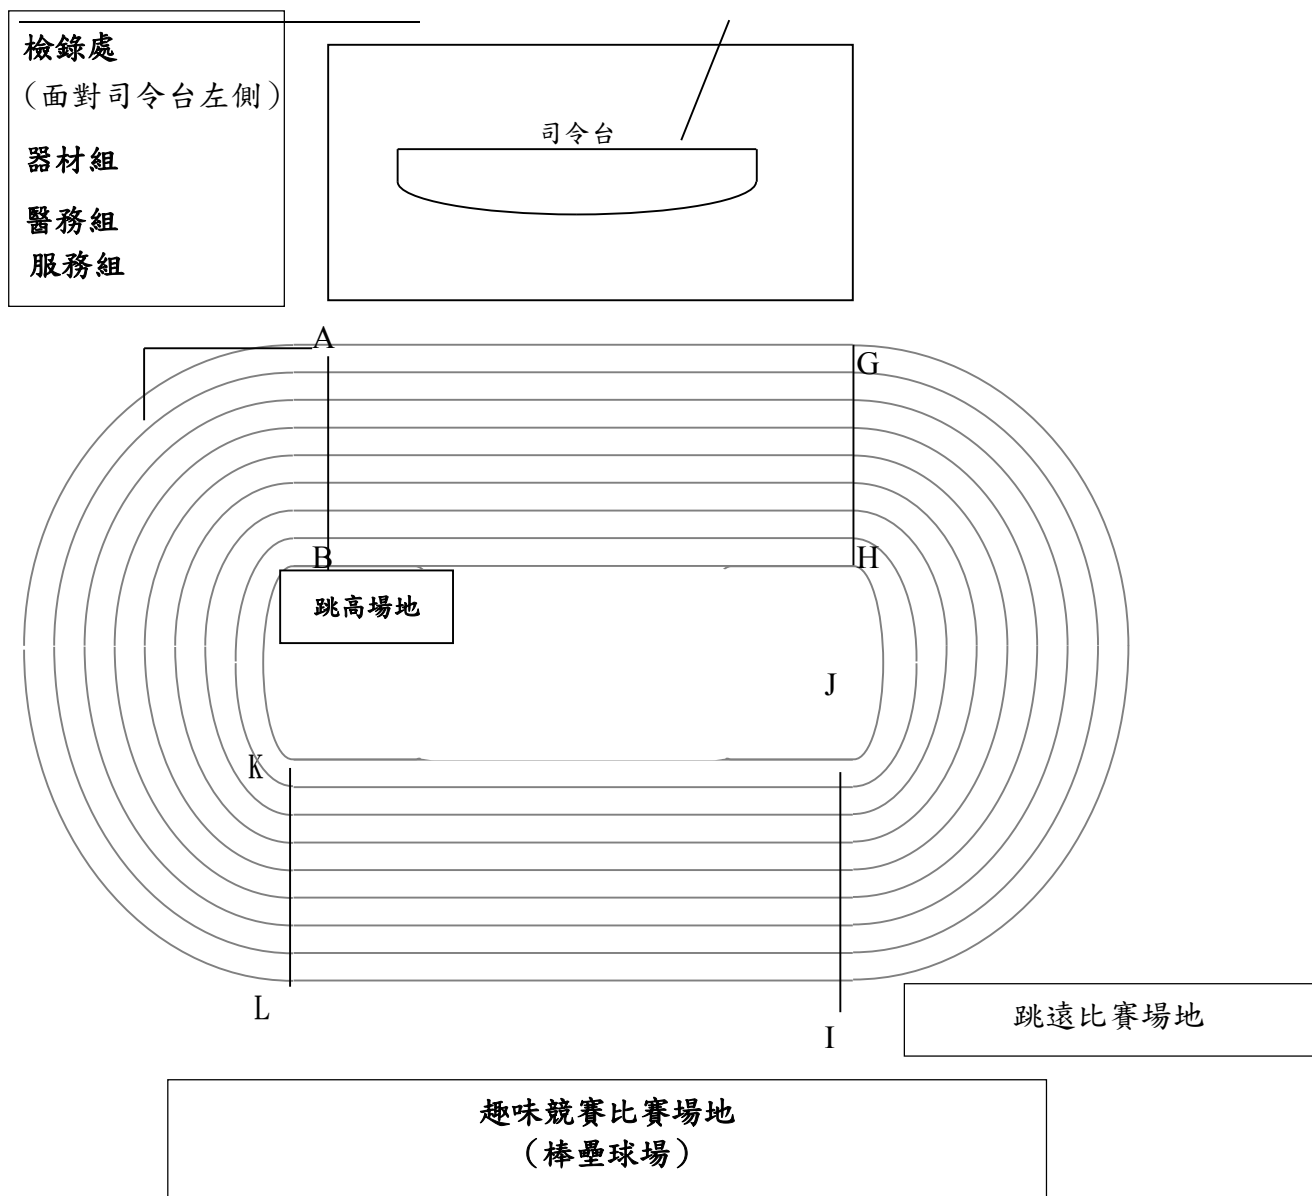 檢錄處
（面對司令台左側）
器材組
醫務組
服務組
司令台
A
G
B
H
跳高場地
J
K
L
I
跳遠比賽場地
趣味競賽比賽場地
（棒壘球場）